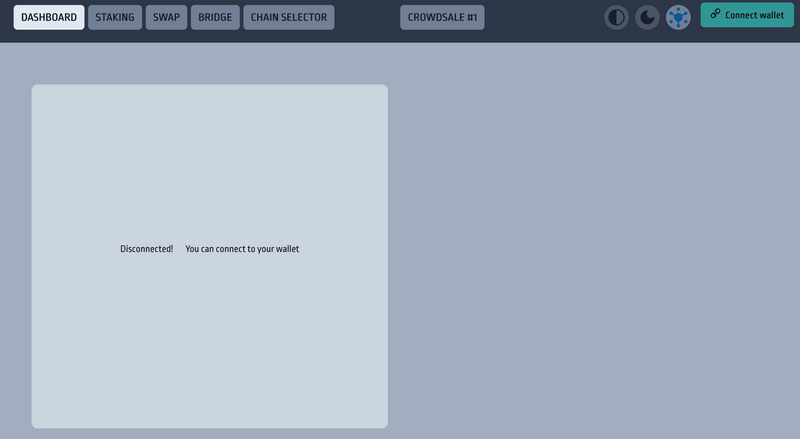 DASHBOARD STAKING SWAP BRIDGE CHAIN SELECTOR CROWDSALE #1 Connect wallet
Disconnected! You can connect to your wallet